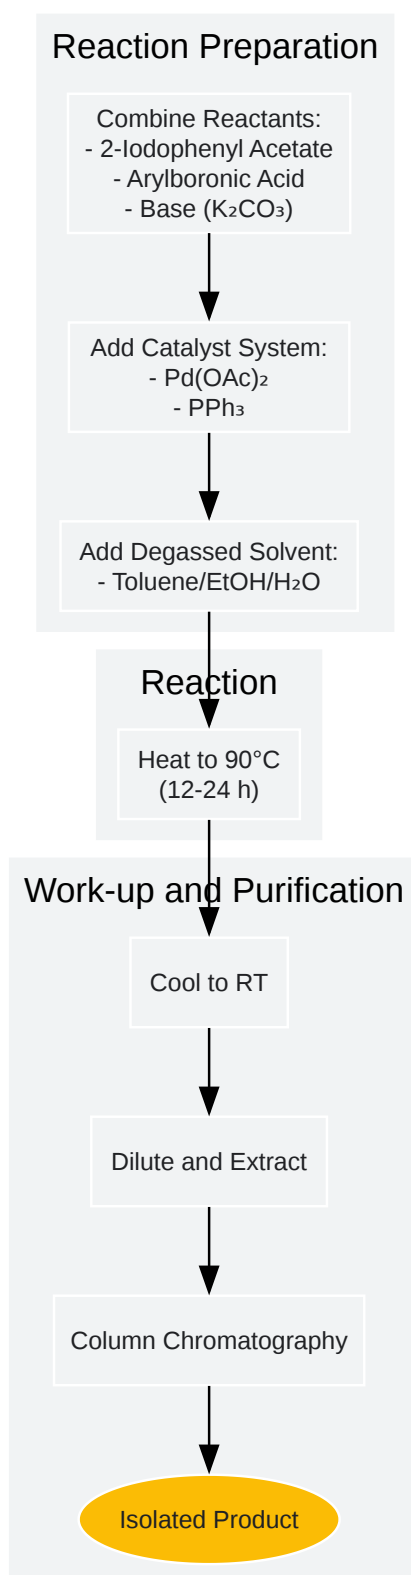 Reaction Preparation
Combine Reactants:
- 2-Iodophenyl Acetate
- Arylboronic Acid
- Base (K₂CO₃)
Add Catalyst System:
- Pd(OAc)₂
- PPh₃
Add Degassed Solvent:
- Toluene/EtOH/H₂O
Reaction
Heat to 90°C
(12-24 h)
Work-up and Purification
Cool to RT
Dilute and Extract
Column Chromatography
Isolated Product